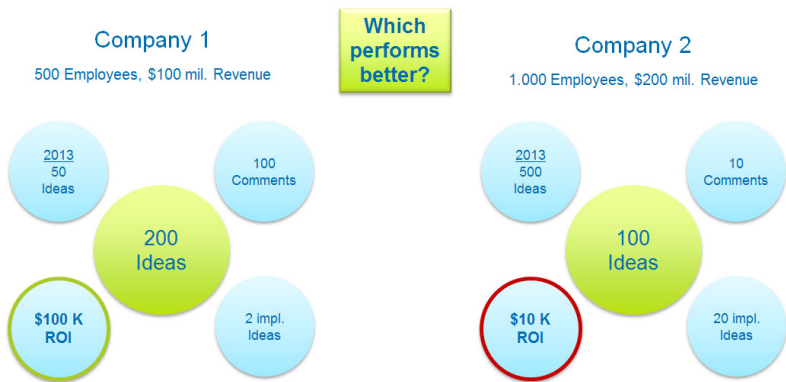 Company 1
500 Employees, $100 mil. Revenue
2013
50
Ideas
100
Comments
200
Ideas
$100 K
ROI
2 impl.
Ideas
Which
performs
better?
Company 2
1.000 Employees, $200 mil. Revenue
2013
500
Ideas
10
Comments
100
Ideas
$10 K
ROI
20 impl.
Ideas